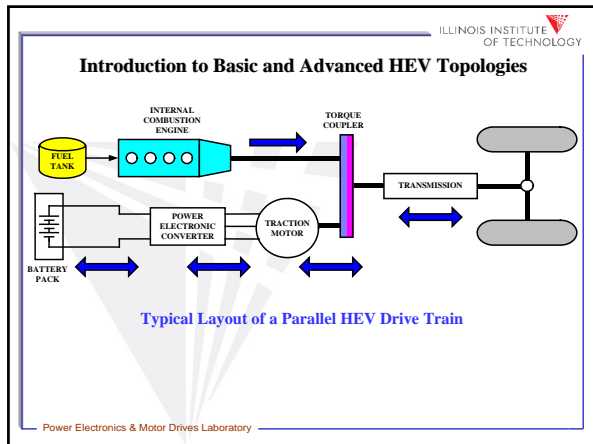 ILLINOIS INSTITUTE
OF TECHNOLOGY
Introduction to Basic and Advanced HEV Topologies
INTERNAL
COMBUSTION
ENGINE
TORQUE
COUPLER
FUEL
TANK
TRANSMISSION
POWER
ELECTRONIC
CONVERTER
TRACTION
MOTOR
BATTERY
PACK
Typical Layout of a Parallel HEV Drive Train
Power Electronics & Motor Drives Laboratory